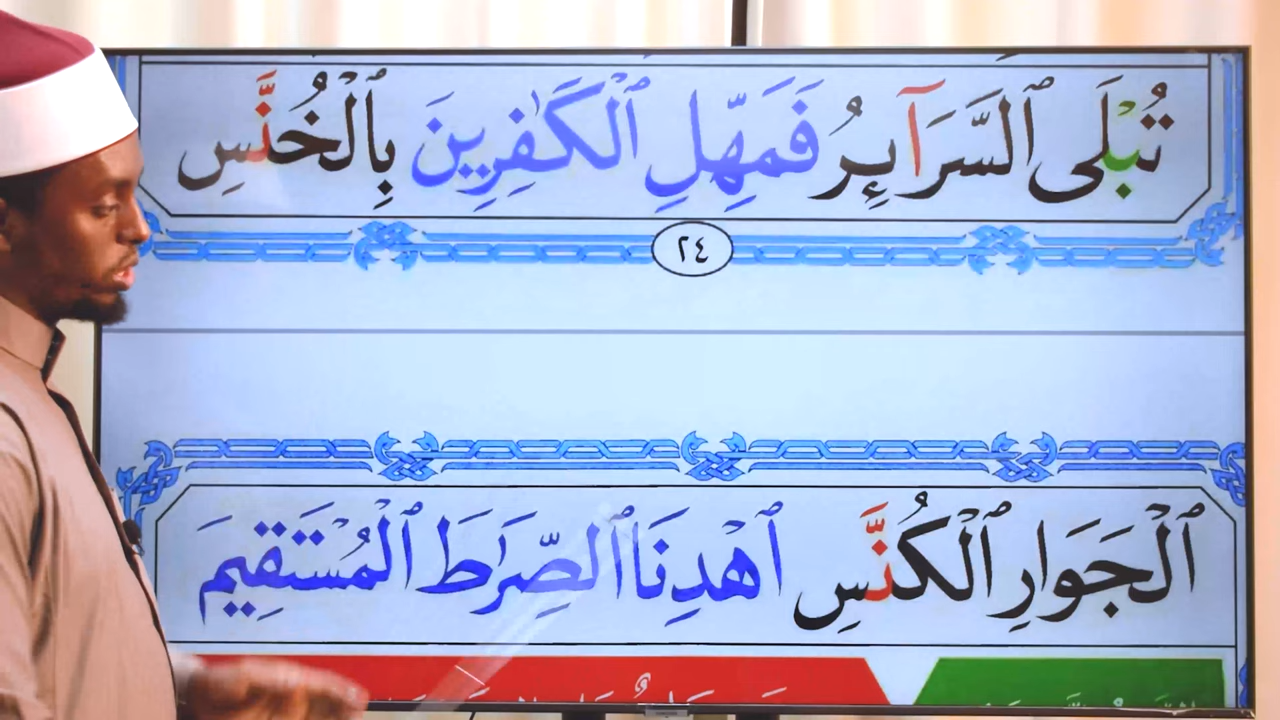 تُبْلَى ٱلسَّرَآئِرُ فَمَهِّلِ ٱلْكَٰفِرِينَ بِٱلْخُنَّسِ
٢٤
ٱلْجَوَارِ ٱلْكُنَّسِ ٱهْدِنَا ٱلصِّرَٰطَ ٱلْمُسْتَقِيمَ